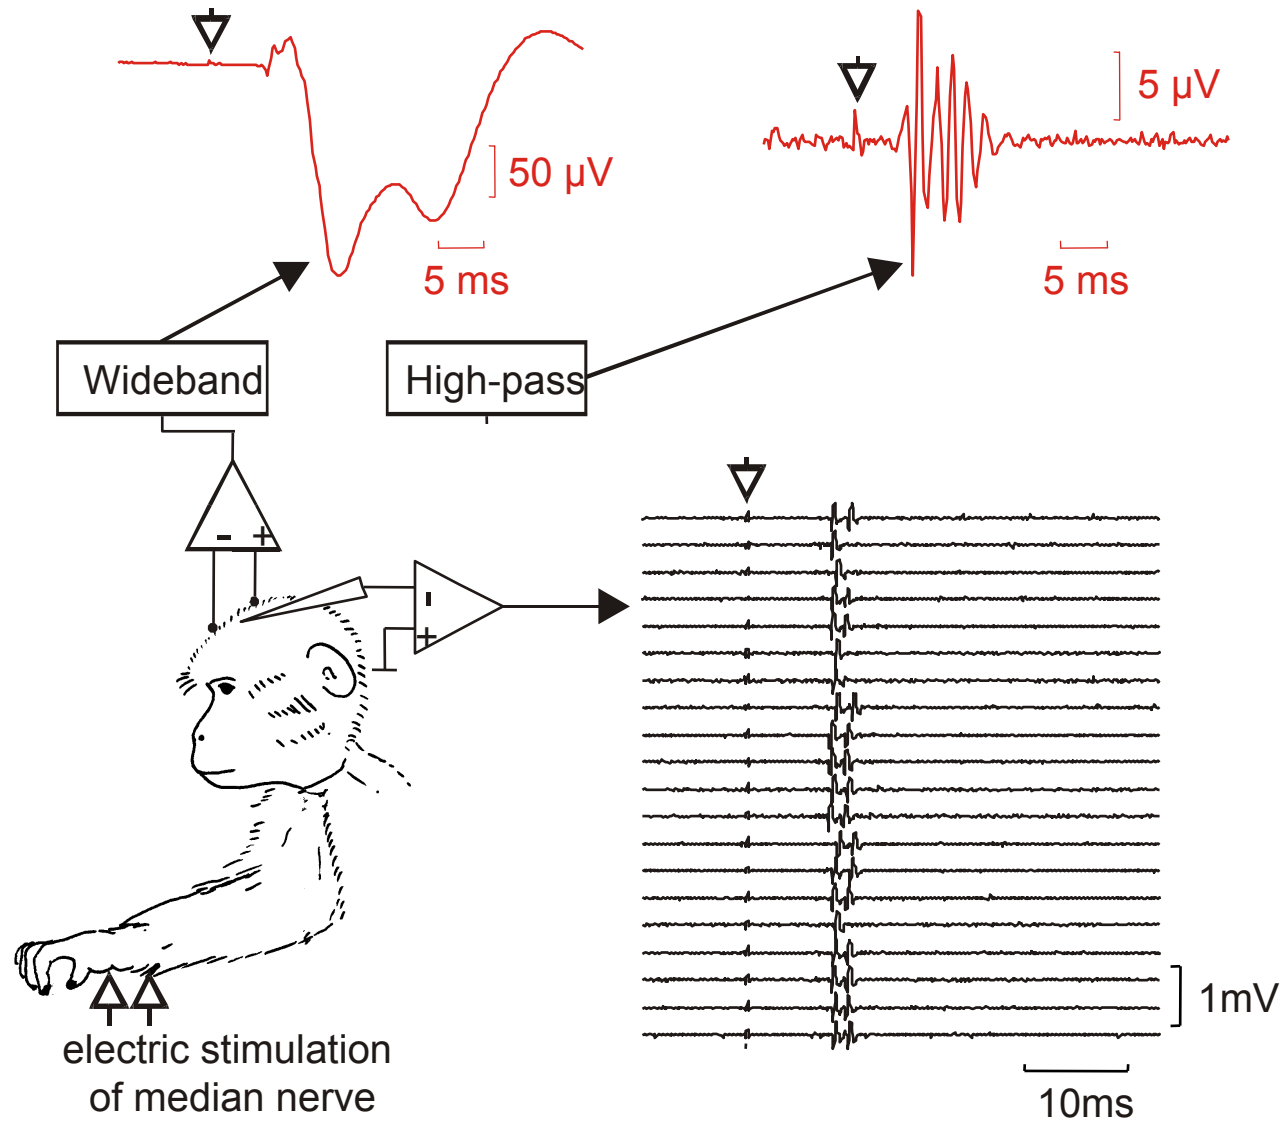 5 µV
50 µV
5 ms
5 ms
Wideband
High-pass
- +
-
+
1mV
10ms
electric stimulation
of median nerve